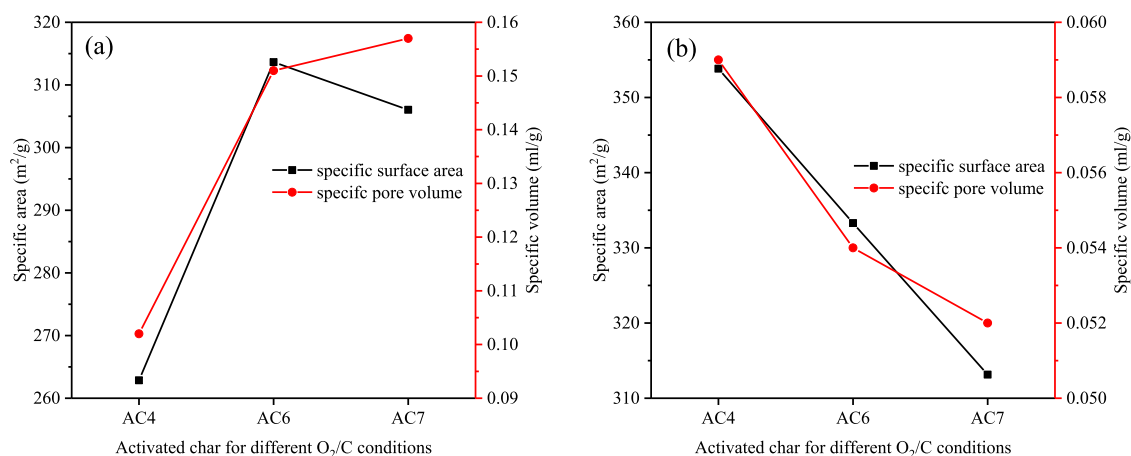 (a)
320
310
300
290
280
270
260
Specific area (m²/g)
0.16
0.15
0.14
0.13
0.12
0.11
0.10
0.09
Specific volume (ml/g)
specific surface area
specifc pore volume
AC4 AC6 AC7
Activated char for different O₂/C conditions
(b)
360
350
340
330
320
310
Specific area (m²/g)
0.060
0.058
0.056
0.054
0.052
0.050
Specific volume (ml/g)
specific surface area
specifc pore volume
AC4 AC6 AC7
Activated char for different O₂/C conditions